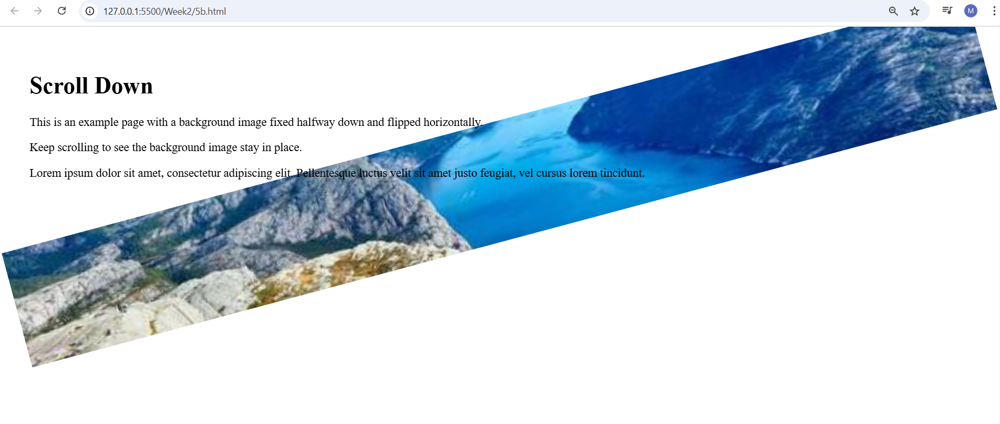 127.0.0.1:5500/Week2/5b.html
M
Scroll Down
This is an example page with a background image fixed halfway down and flipped horizontally.
Keep scrolling to see the background image stay in place.
Lorem ipsum dolor sit amet, consectetur adipiscing elit. Pellentesque luctus velit sit amet justo feugiat, vel cursus lorem tincidunt.